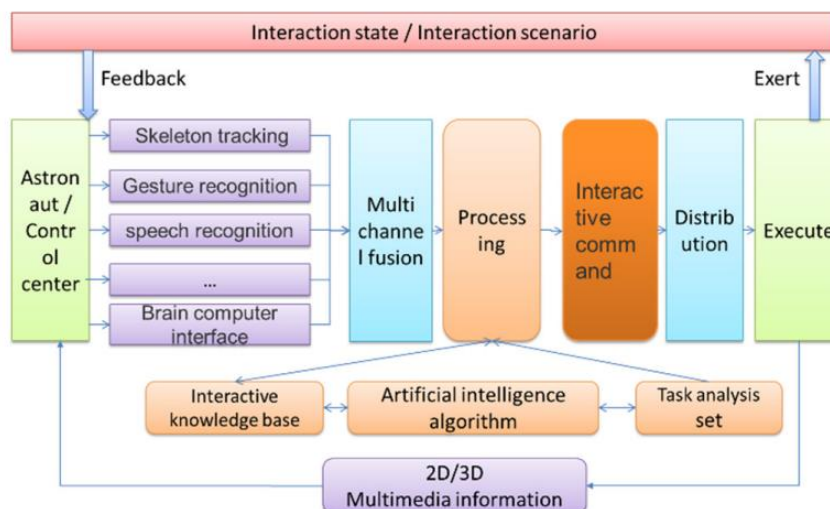 Interaction state / Interaction scenario
Feedback
Exert
Astron
aut /
Contr
ol
center
Skeleton tracking
Gesture recognition
speech recognition
...
Brain computer
interface
Multi
channe
l fusion
Process
ing
Interac
tive
comm
and
Distrib
ution
Execute
Interactive
knowledge base
Artificial intelligence
algorithm
Task analysis
set
2D/3D
Multimedia information